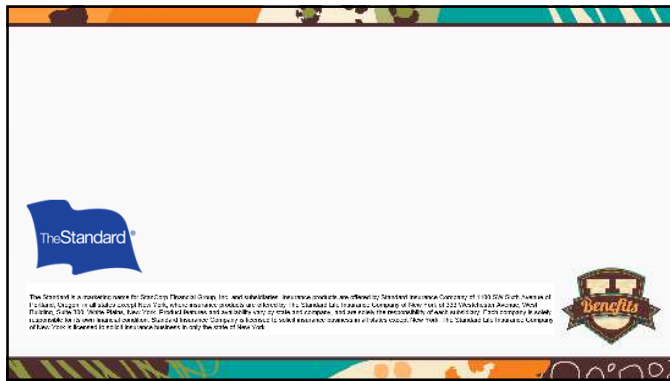 TheStandard®
The Standard is a marketing name for StanCorp Financial Group, Inc. and subsidiaries. Insurance products are offered by Standard Insurance Company of 1100 SW Sixth Avenue of
Portland, Oregon in all states except New York, where insurance products are offered by The Standard Life Insurance Company of New York of 333 Westchester Avenue, West
Building, Suite 300, White Plains, New York. Product features and availability vary by state and company, and are solely the responsibility of each subsidiary. Each company is solely
responsible for its own financial condition. Standard Insurance Company is licensed to solicit insurance business in all states except New York. The Standard Life Insurance Company
of New York is licensed to solicit insurance business in only the state of New York.
Benefits